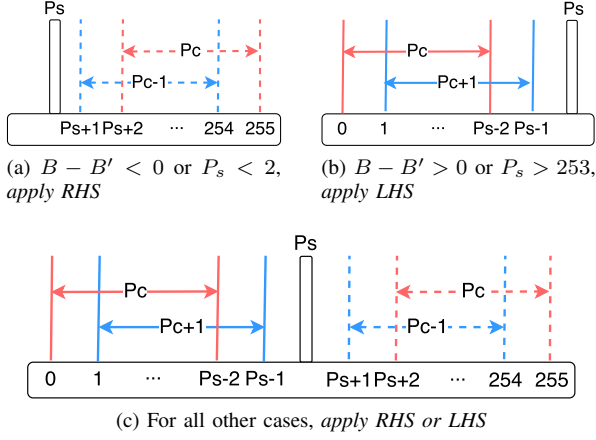 Ps Ps
Pc Pc
Pc-1 Pc+1
Ps+1 Ps+2 ... 254 255 0 1 ... Ps-2 Ps-1
(a) B − B′ < 0 or Ps < 2, (b) B − B′ > 0 or Ps > 253,
apply RHS apply LHS
Ps
Pc Pc
Pc+1 Pc-1
0 1 ... Ps-2 Ps-1 Ps+1 Ps+2 ... 254 255
(c) For all other cases, apply RHS or LHS